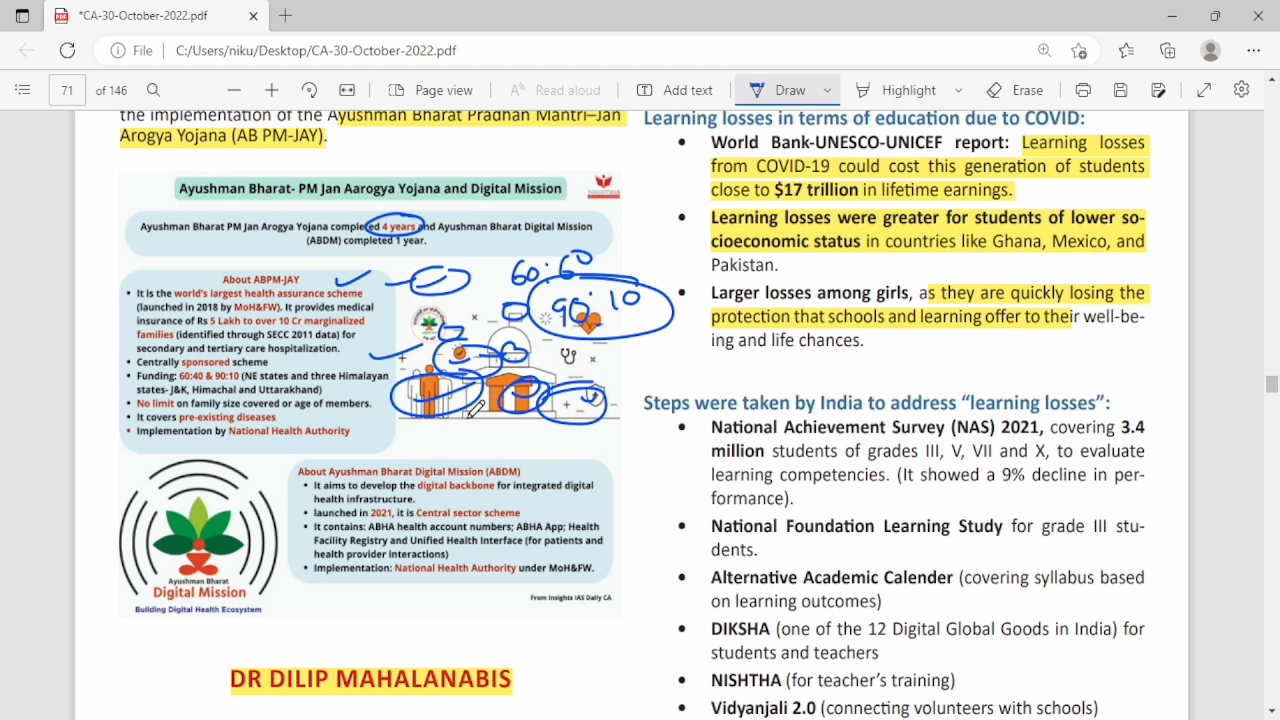 *CA-30-October-2022.pdf
File
C:/Users/niku/Desktop/CA-30-October-2022.pdf
71
of 146
Page view
Read aloud
Add text
Draw
Highlight
Erase
the implementation of the Ayushman Bharat Pradhan Mantri–Jan
Arogya Yojana (AB PM-JAY).
Ayushman Bharat- PM Jan Aarogya Yojana and Digital Mission
Ayushman Bharat PM Jan Arogya Yojana completed 4 years and Ayushman Bharat Digital Mission
(ABDM) completed 1 year.
About ABPM-JAY
• It is the world's largest health assurance scheme
(launched in 2018 by MoH&FW). It provides medical
insurance of Rs 5 Lakh to over 10 Cr marginalized
families (identified through SECC 2011 data) for
secondary and tertiary care hospitalization.
• Centrally sponsored scheme
• Funding: 60:40 & 90:10 (NE states and three Himalayan
states- J&K, Himachal and Uttarakhand)
• No limit on family size covered or age of members.
• It covers pre-existing diseases
• Implementation by National Health Authority
90:10
About Ayushman Bharat Digital Mission (ABDM)
• It aims to develop the digital backbone for integrated digital
health infrastructure.
• launched in 2021, it is Central sector scheme
• It contains: ABHA health account numbers; ABHA App; Health
Facility Registry and Unified Health Interface (for patients and
health provider interactions)
• Implementation: National Health Authority under MoH&FW.
Ayushman Bharat
Digital Mission
Building Digital Health Ecosystem
From Insights IAS Daily CA
DR DILIP MAHALANABIS
Learning losses in terms of education due to COVID:
• World Bank-UNESCO-UNICEF report: Learning losses
from COVID-19 could cost this generation of students
close to $17 trillion in lifetime earnings.
• Learning losses were greater for students of lower so-
cioeconomic status in countries like Ghana, Mexico, and
Pakistan.
• Larger losses among girls, as they are quickly losing the
protection that schools and learning offer to their well-be-
ing and life chances.
Steps were taken by India to address “learning losses”:
• National Achievement Survey (NAS) 2021, covering 3.4
million students of grades III, V, VII and X, to evaluate
learning competencies. (It showed a 9% decline in per-
formance).
• National Foundation Learning Study for grade III stu-
dents.
• Alternative Academic Calender (covering syllabus based
on learning outcomes)
• DIKSHA (one of the 12 Digital Global Goods in India) for
students and teachers
• NISHTHA (for teacher’s training)
• Vidyanjali 2.0 (connecting volunteers with schools)